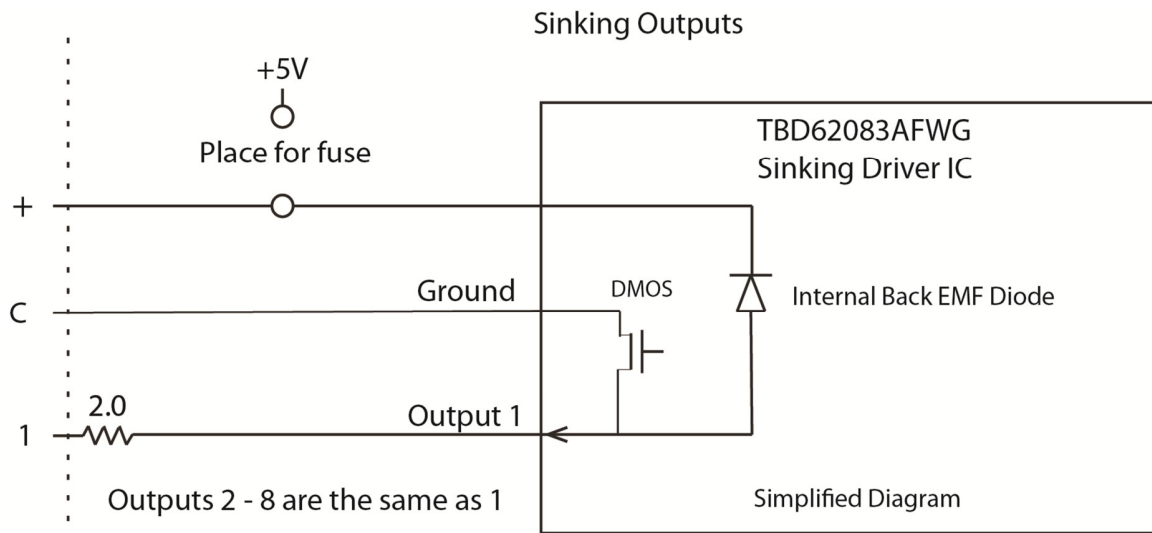 Sinking Outputs
+5V
Place for fuse
TBD62083AFWG
Sinking Driver IC
+
Ground
DMOS
Internal Back EMF Diode
C
2.0
Output 1
1
Outputs 2 - 8 are the same as 1
Simplified Diagram